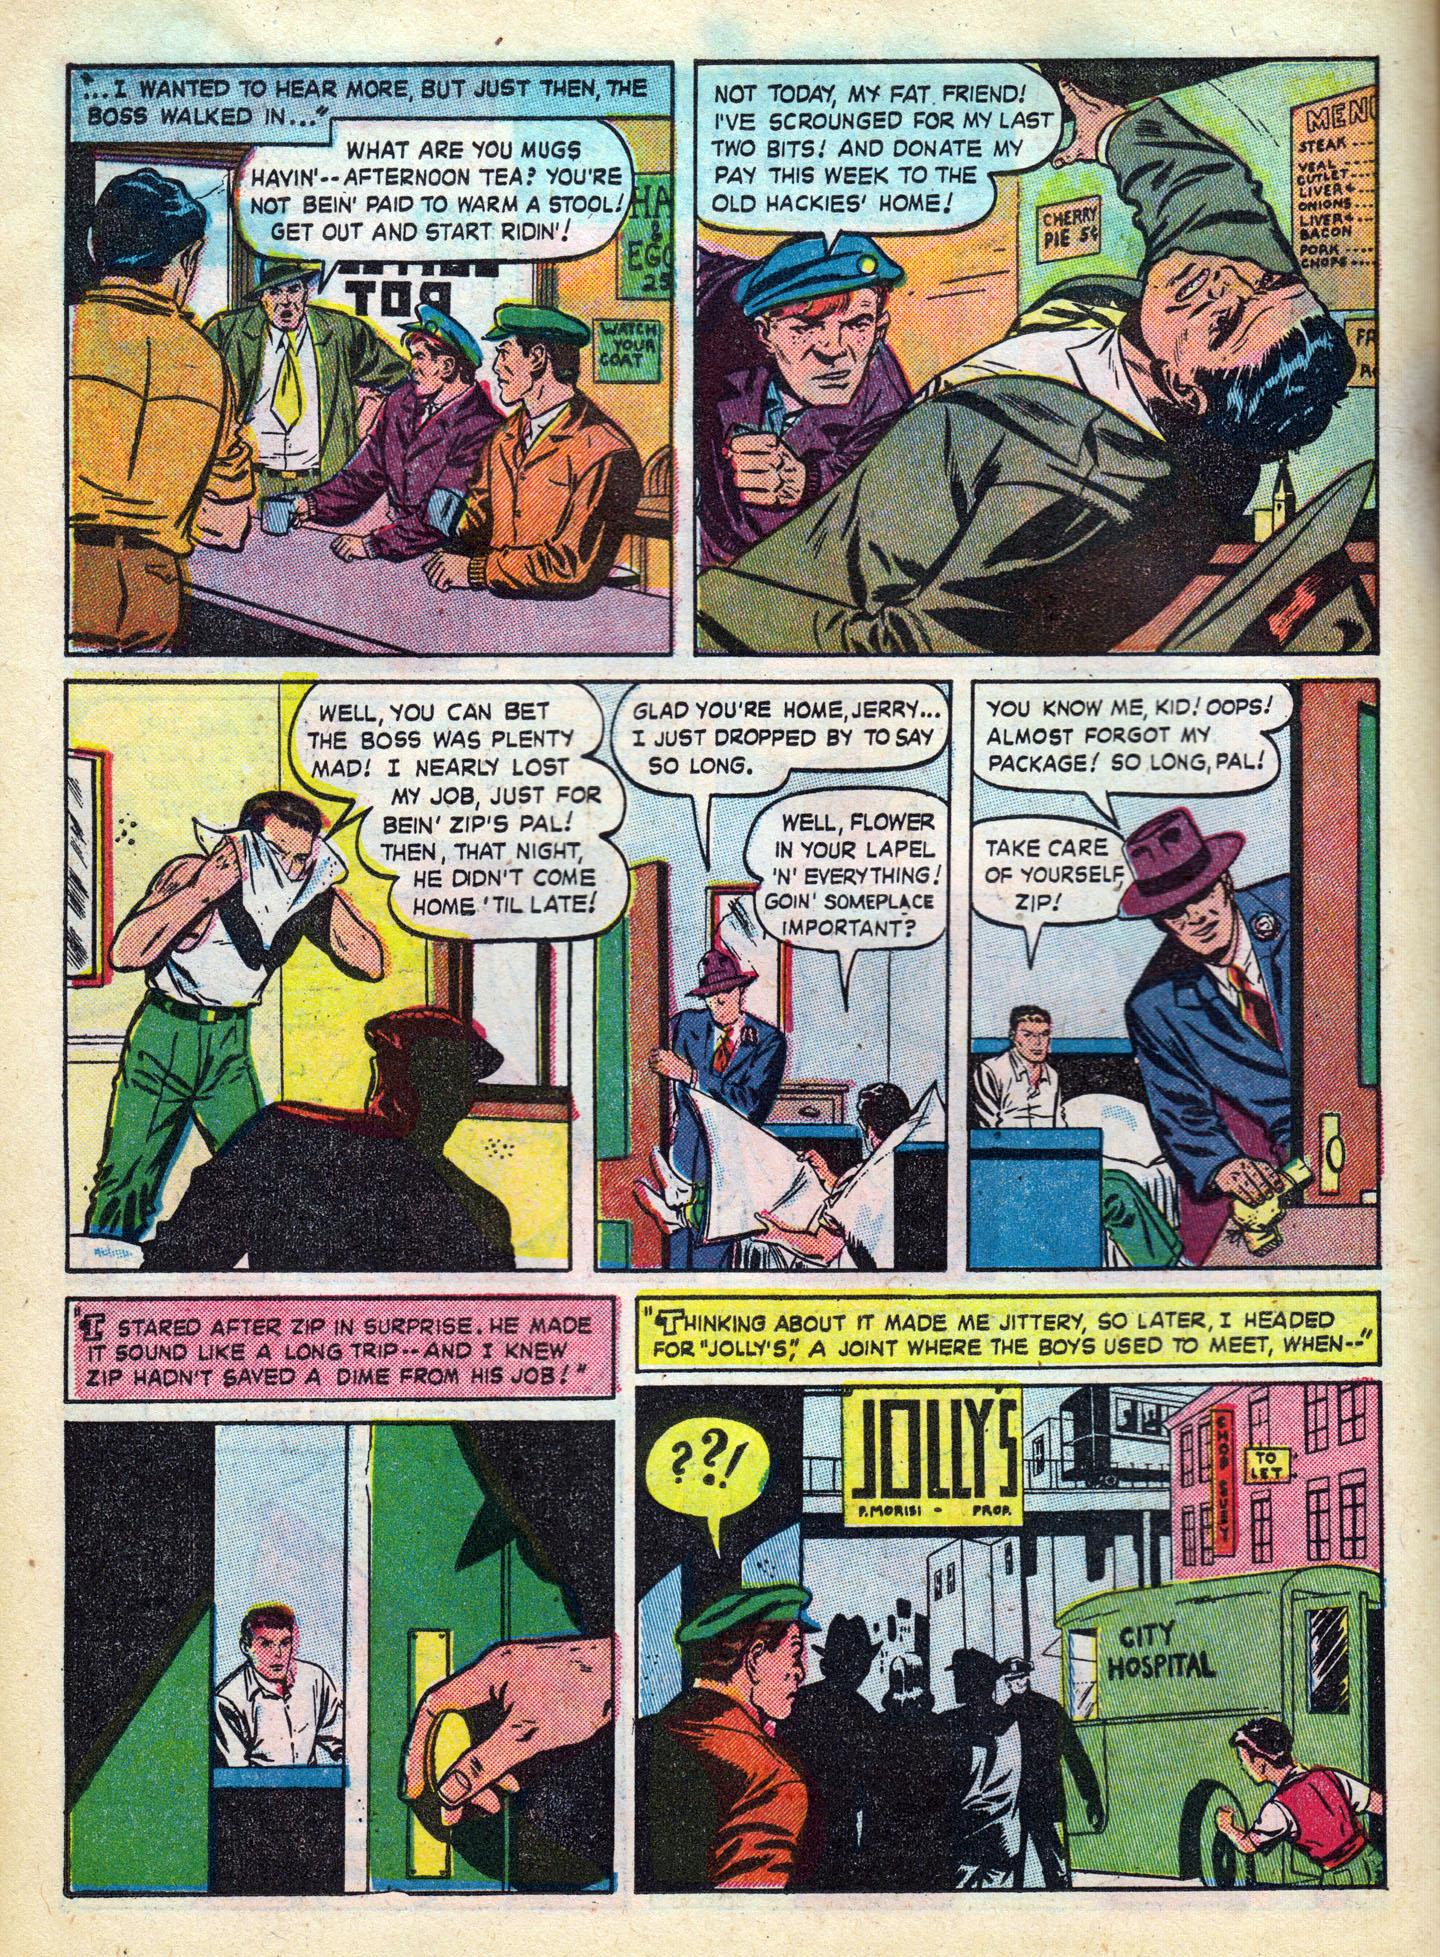 "...I WANTED TO HEAR MORE, BUT JUST THEN, THE
BOSS WALKED IN..."
WHAT ARE YOU MUGS
HAVIN'--AFTERNOON TEA? YOU'RE
NOT BEIN' PAID TO WARM A STOOL!
GET OUT AND START RIDIN'!
HA
&
EGG
25
WATCH
YOUR
COAT
NOT TODAY, MY FAT FRIEND!
I'VE SCROUNGED FOR MY LAST
TWO BITS! AND DONATE MY
PAY THIS WEEK TO THE
OLD HACKIES' HOME!
CHERRY
PIE 5¢
MENU
STEAK ---
VEAL ---
CUTLET
LIVER &
ONIONS ---
LIVER & ---
BACON
PORK ----
CHOPS ----
FR
WELL, YOU CAN BET
THE BOSS WAS PLENTY
MAD! I NEARLY LOST
MY JOB, JUST FOR
BEIN' ZIP'S PAL!
THEN, THAT NIGHT,
HE DIDN'T COME
HOME 'TIL LATE!
GLAD YOU'RE HOME, JERRY...
I JUST DROPPED BY TO SAY
SO LONG.
WELL, FLOWER
IN YOUR LAPEL
'N' EVERYTHING!
GOIN' SOMEPLACE
IMPORTANT?
YOU KNOW ME, KID! OOPS!
ALMOST FORGOT MY
PACKAGE! SO LONG, PAL!
TAKE CARE
OF YOURSELF,
ZIP!
"I STARED AFTER ZIP IN SURPRISE. HE MADE
IT SOUND LIKE A LONG TRIP--AND I KNEW
ZIP HADN'T SAVED A DIME FROM HIS JOB!"
"THINKING ABOUT IT MADE ME JITTERY, SO LATER, I HEADED
FOR "JOLLY'S," A JOINT WHERE THE BOYS USED TO MEET, WHEN--"
??!
JOLLY'S
P. MORISI - PROP.
CHOP SUEY
TO
LET
CITY
HOSPITAL